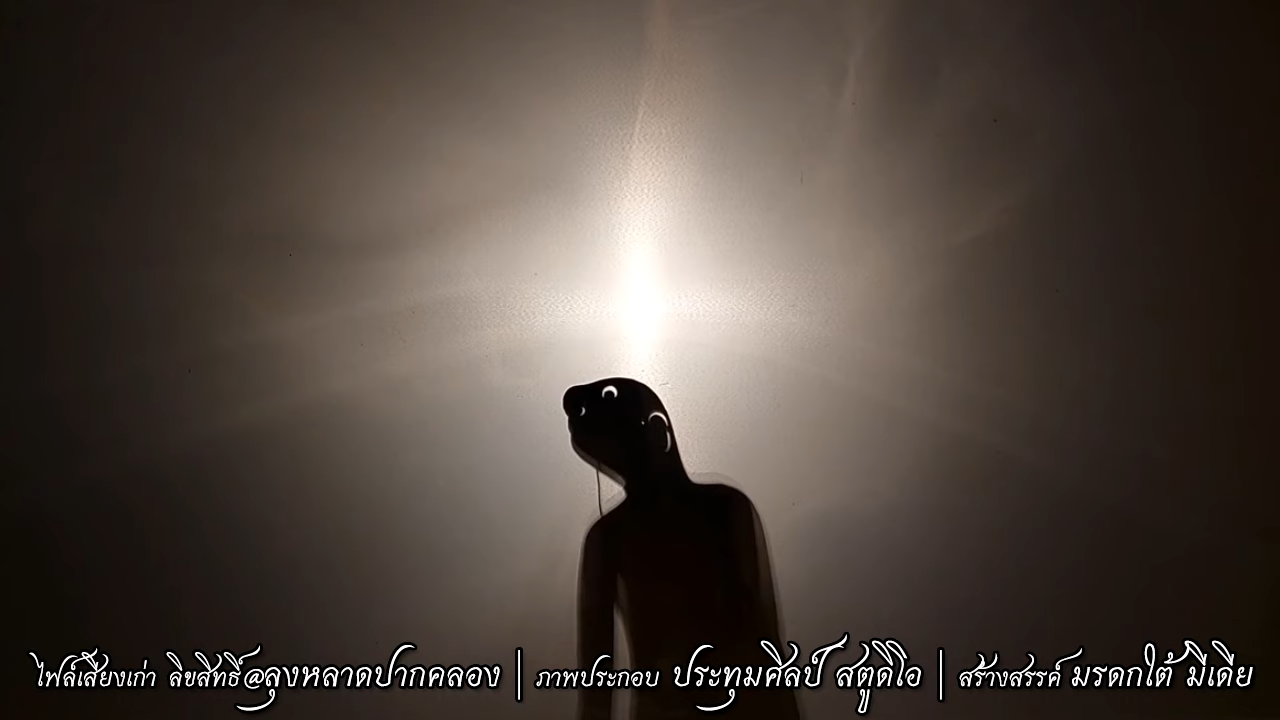 ไฟล์เสียงเก่า ลิขสิทธิ์@ลุงหลาดปากคลอง | ภาพประกอบ ประทุมศิลป์ สตูดิโอ | สร้างสรรค์ มรดกใต้ มีเดีย